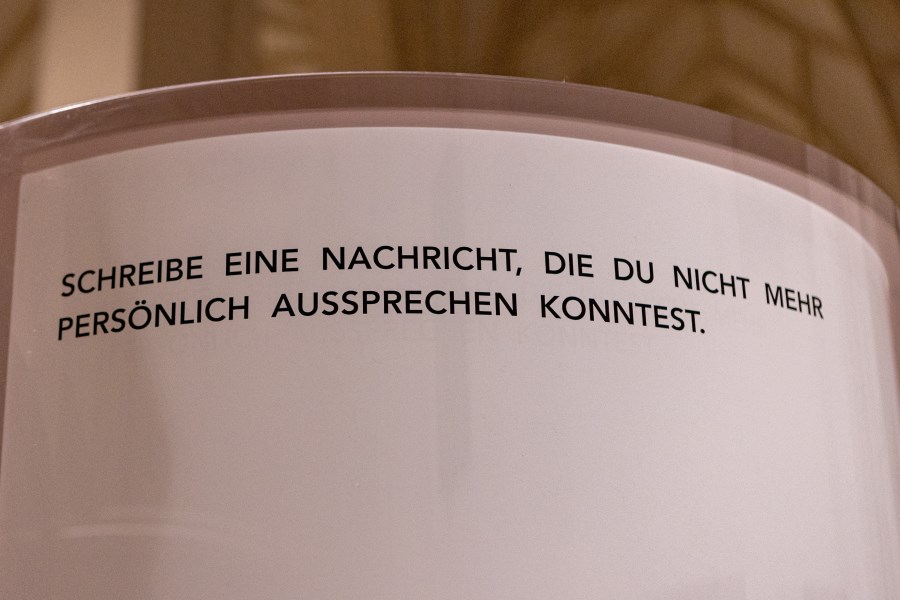 SCHREIBE EINE NACHRICHT, DIE DU NICHT MEHR
PERSÖNLICH AUSSPRECHEN KONNTEST.